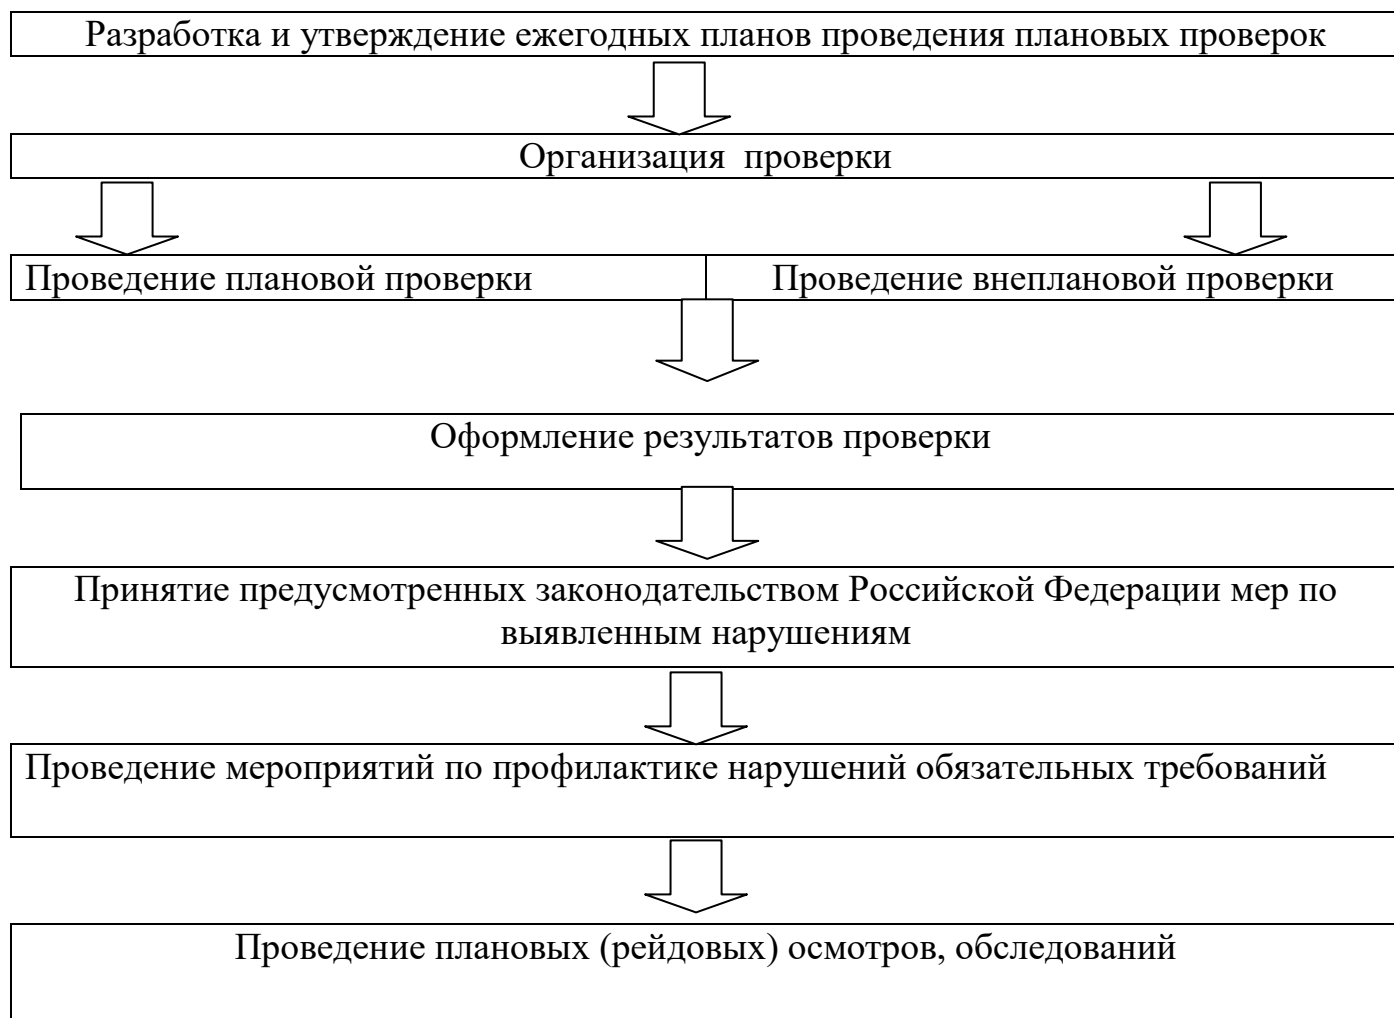 Разработка и утверждение ежегодных планов проведения плановых проверок
Организация  проверки
Проведение плановой проверки
Проведение внеплановой проверки
Оформление результатов проверки
Принятие предусмотренных законодательством Российской Федерации мер по
выявленным нарушениям
Проведение мероприятий по профилактике нарушений обязательных требований
Проведение плановых (рейдовых) осмотров, обследований